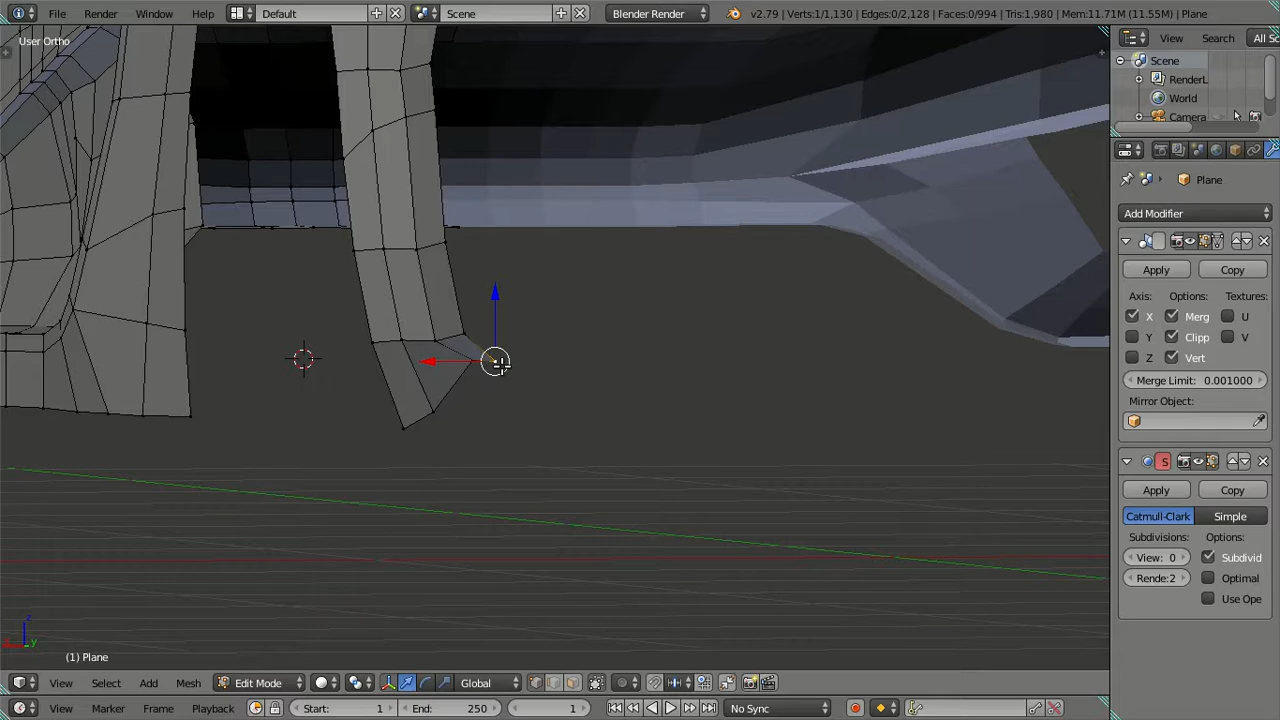 File Render Window Help Default Scene Blender Render v2.79 | Verts:1/1,130 | Edges:0/2,128 | Faces:0/994 | Tris:1,980 | Mem:11.71M (11.55M) | Plane
User Ortho
View Search All Sc
Scene
RenderL
World
Camera
Plane
Add Modifier
Apply Copy
Axis: Options: Textures:
X Merg U
Y Clipp V
Z Vert
Merge Limit: 0.001000
Mirror Object:
S
Apply Copy
Catmull-Clark Simple
Subdivisions: Options:
View: 0 Subdivid
Rende:2 Optimal
Use Ope
z
x y
(1) Plane
View Select Add Mesh Edit Mode Global
View Marker Frame Playback Start: 1 End: 250 1 No Sync